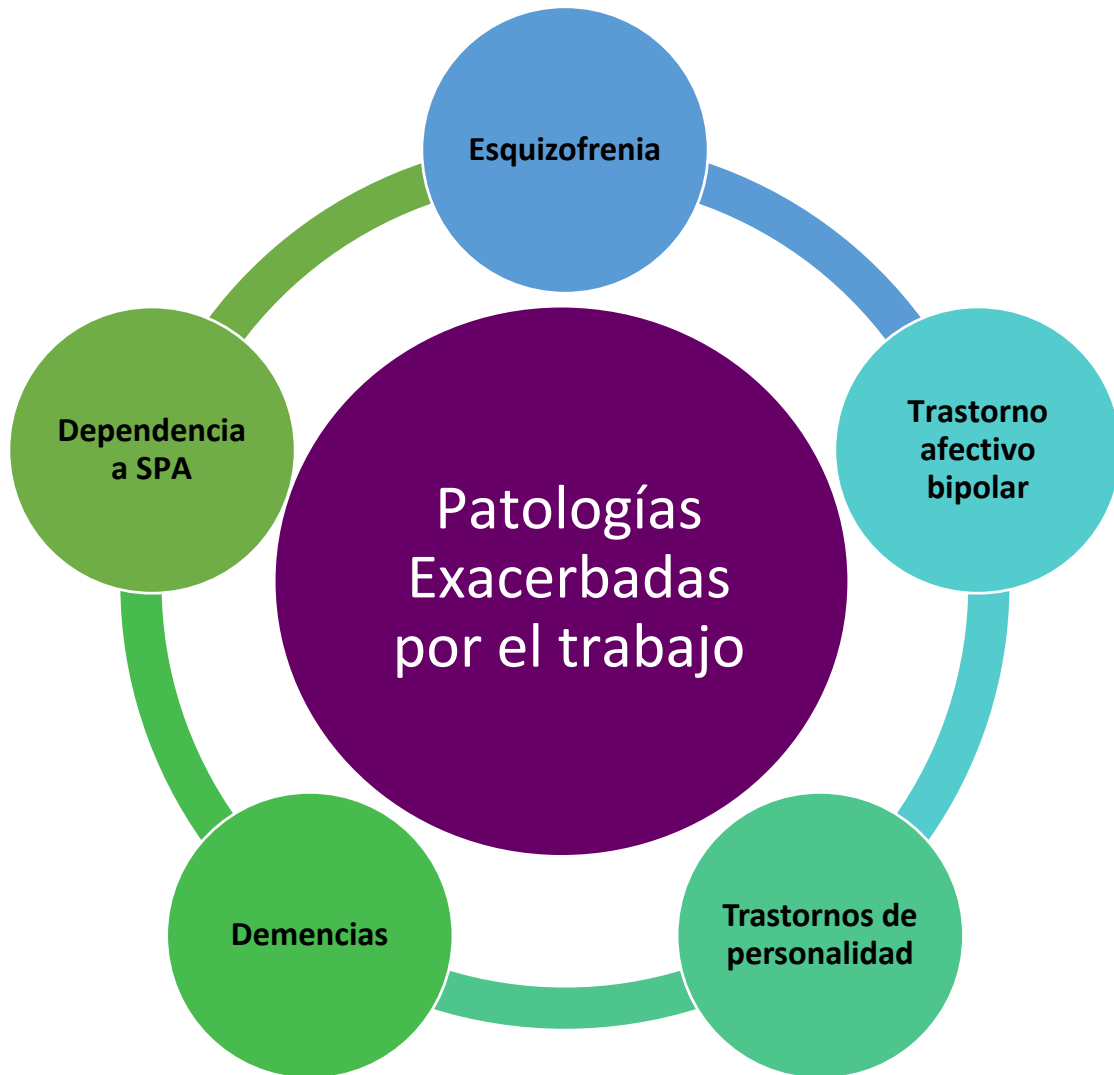 Esquizofrenia
Trastorno
afectivo
bipolar
Trastornos de
personalidad
Demencias
Dependencia
a SPA
Patologías
Exacerbadas
por el trabajo